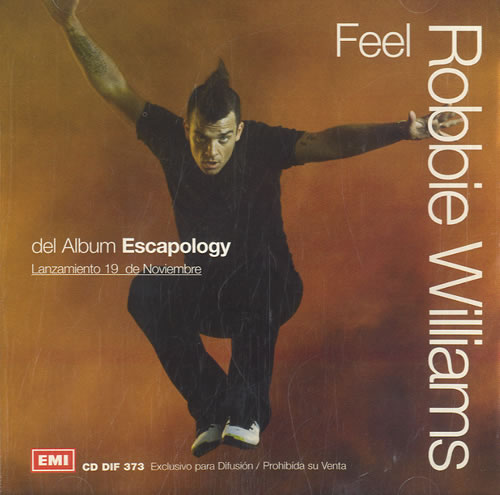 Feel
Robbie Williams
del Album Escapology
Lanzamiento 19 de Noviembre
EMI
CD DIF 373 Exclusivo para Difusión / Prohibida su Venta